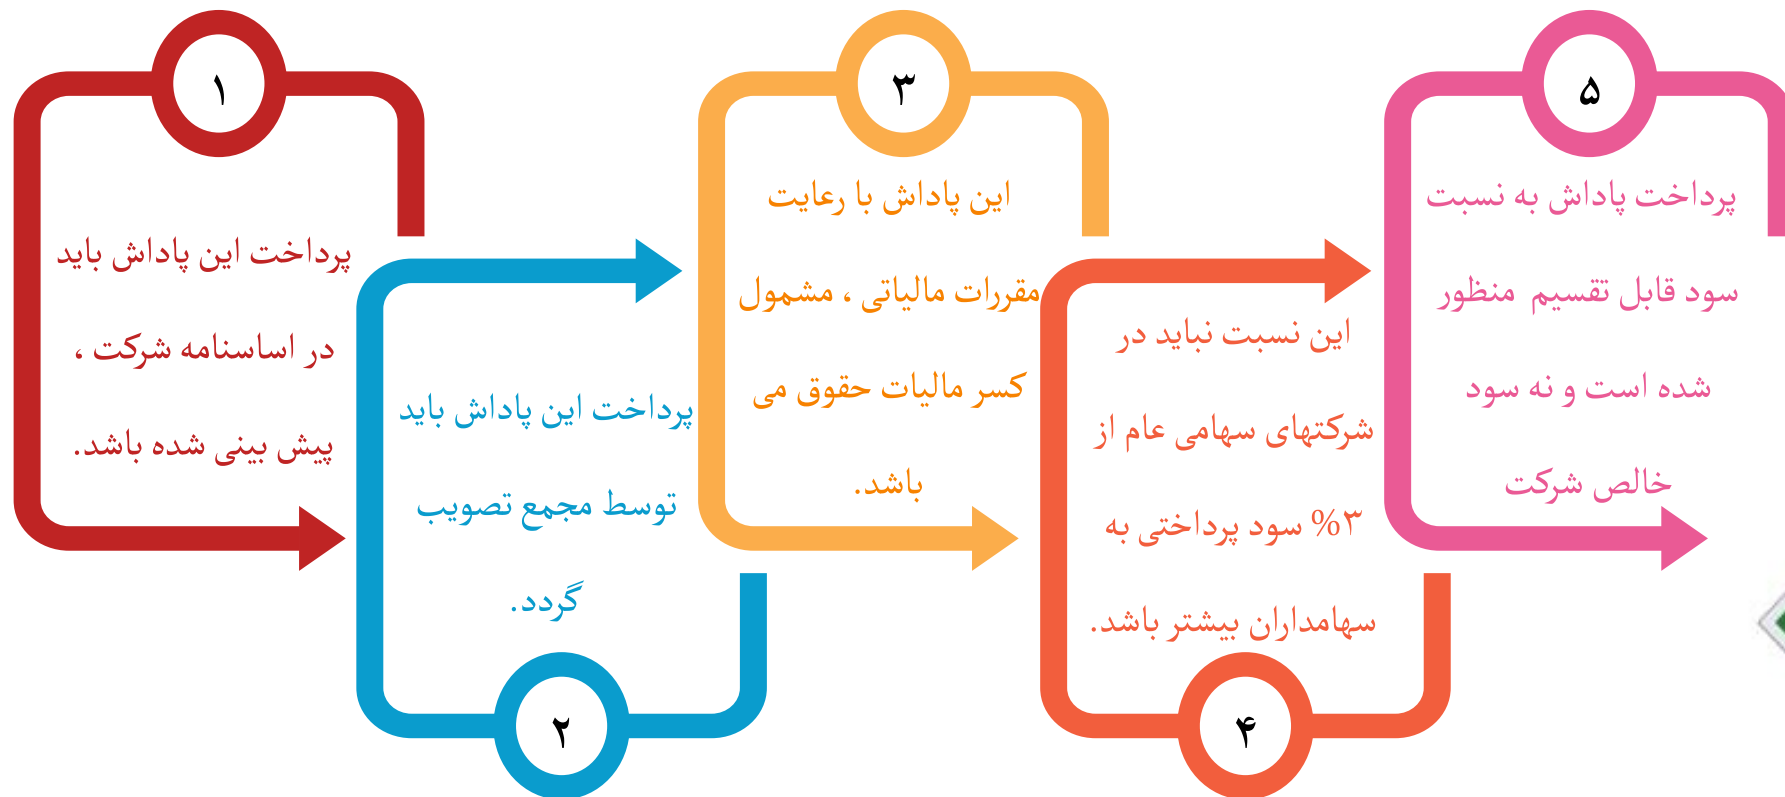 ۱
پرداخت این پاداش باید
در اساسنامه شرکت ،
پیش بینی شده باشد.
پرداخت این پاداش باید
توسط مجمع تصویب
گردد.
۲
۳
این پاداش با رعایت
مقررات مالیاتی ، مشمول
کسر مالیات حقوق می
باشد.
این نسبت نباید در
شرکتهای سهامی عام از
۳% سود پرداختی به
سهامداران بیشتر باشد.
۴
۵
پرداخت پاداش به نسبت
سود قابل تقسیم منظور
شده است و نه سود
خالص شرکت